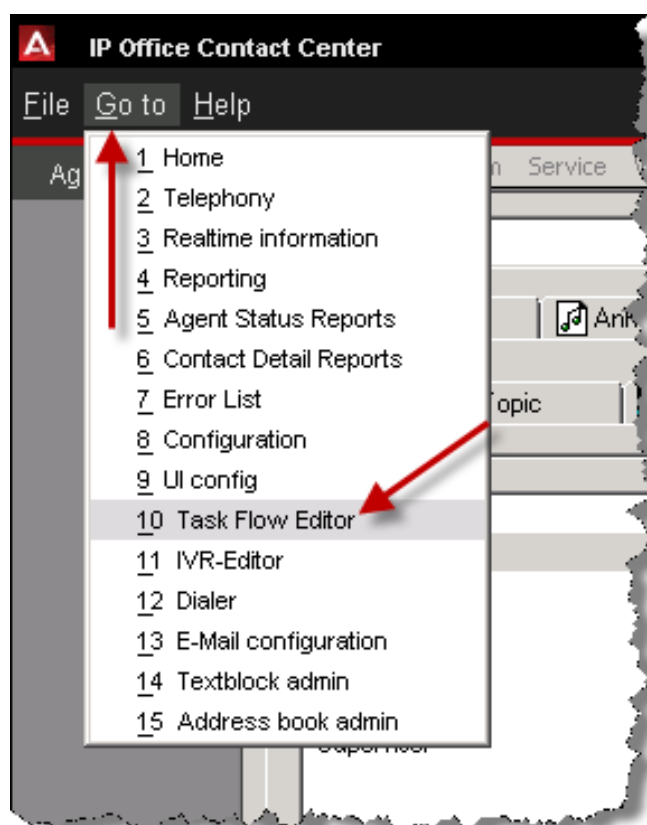 IP Office Contact Center
File Go to Help
Ag
Service
1 Home
2 Telephony
3 Realtime information
4 Reporting
5 Agent Status Reports
6 Contact Detail Reports
7 Error List
8 Configuration
9 UI config
10 Task Flow Editor
11 IVR-Editor
12 Dialer
13 E-Mail configuration
14 Textblock admin
15 Address book admin
opic